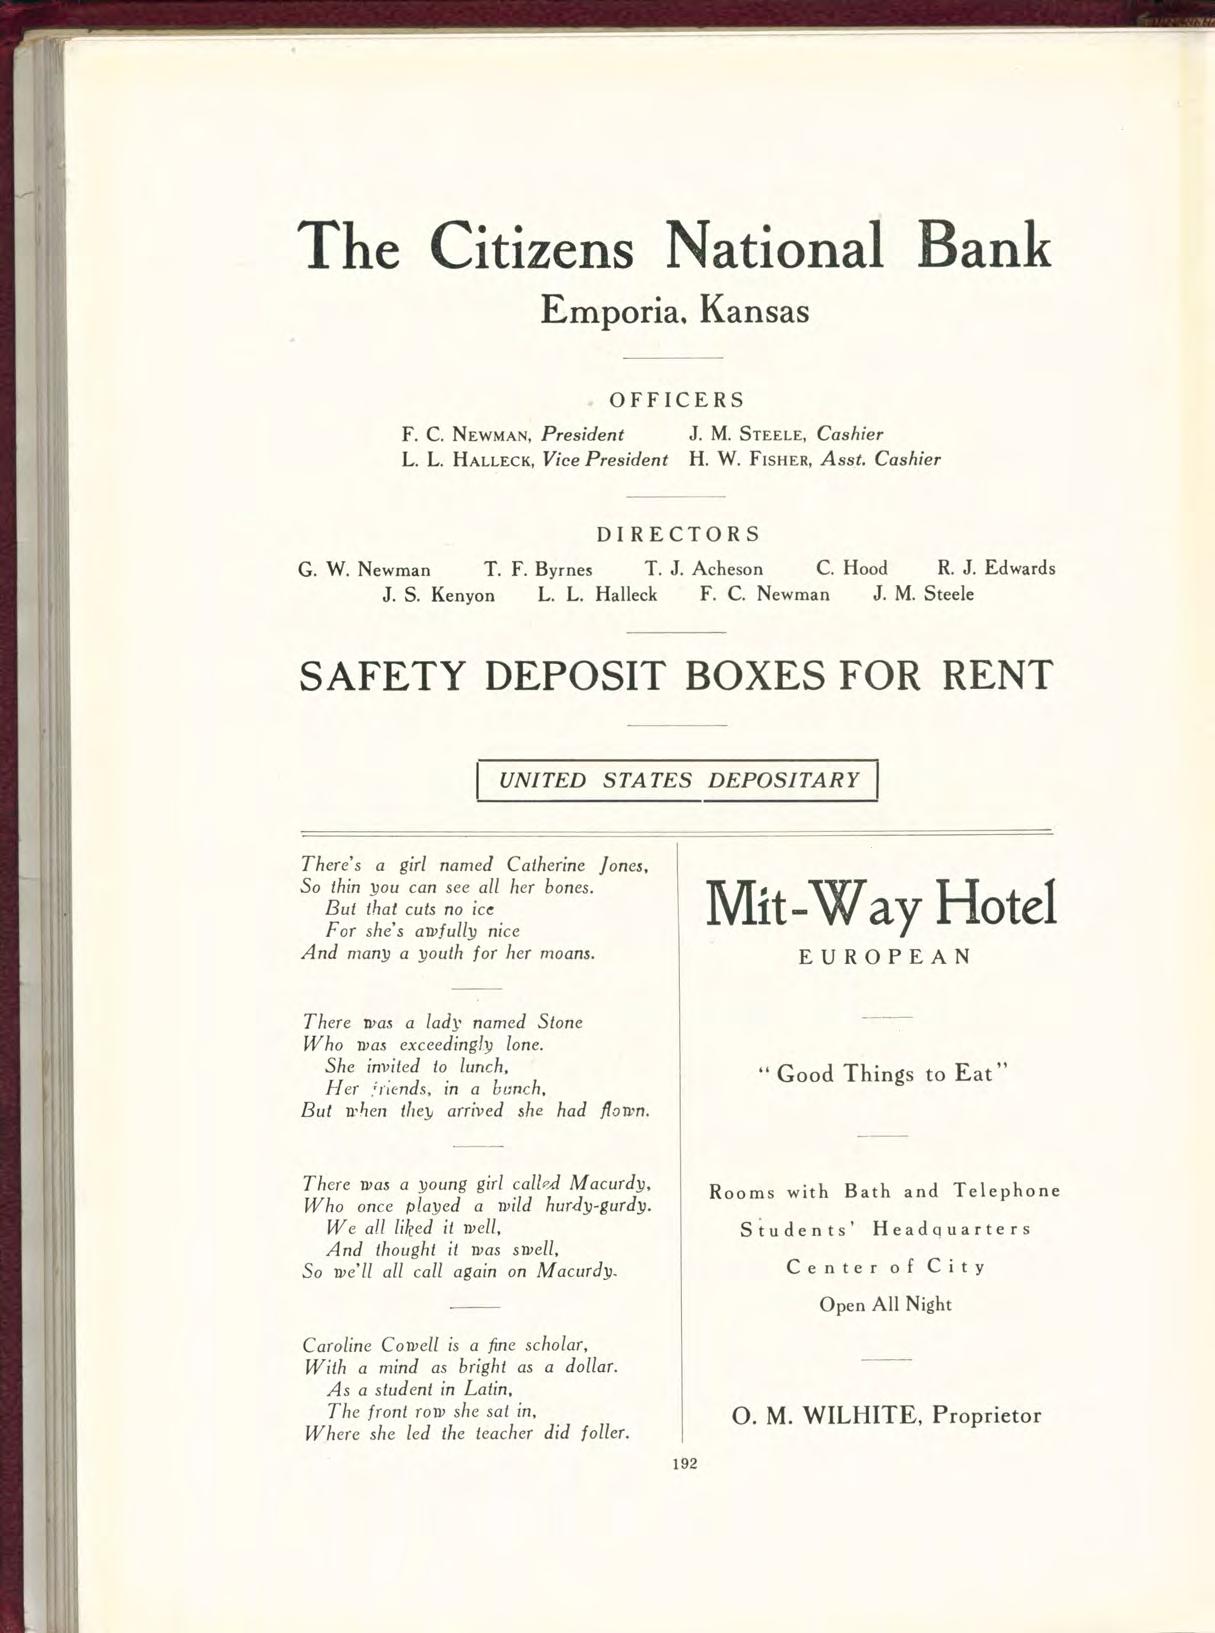 The Citizens National Bank
Emporia, Kansas
OFFICERS
F. C. NEWMAN, President J. M. STEELE, Cashier
L. L. HALLECK, Vice President H. W. FISHER, Asst. Cashier
DIRECTORS
G. W. Newman T. F. Byrnes T. J. Acheson C. Hood R. J. Edwards
J. S. Kenyon L. L. Halleck F. C. Newman J. M. Steele
SAFETY DEPOSIT BOXES FOR RENT
UNITED STATES DEPOSITARY
There's a girl named Catherine Jones,
So thin you can see all her bones.
But that cuts no ice
For she's awfully nice
And many a youth for her moans.
There was a lady named Stone
Who was exceedingly lone.
She invited to lunch,
Her friends, in a bunch,
But when they arrived she had flown.
There was a young girl called Macurdy,
Who once played a wild hurdy-gurdy.
We all liked it well,
And thought it was swell,
So we'll all call again on Macurdy.
Caroline Cowell is a fine scholar,
With a mind as bright as a dollar.
As a student in Latin,
The front row she sat in,
Where she led the teacher did foller.
Mit-Way Hotel
EUROPEAN
"Good Things to Eat"
Rooms with Bath and Telephone
Students' Headquarters
Center of City
Open All Night
O. M. WILHITE, Proprietor
192